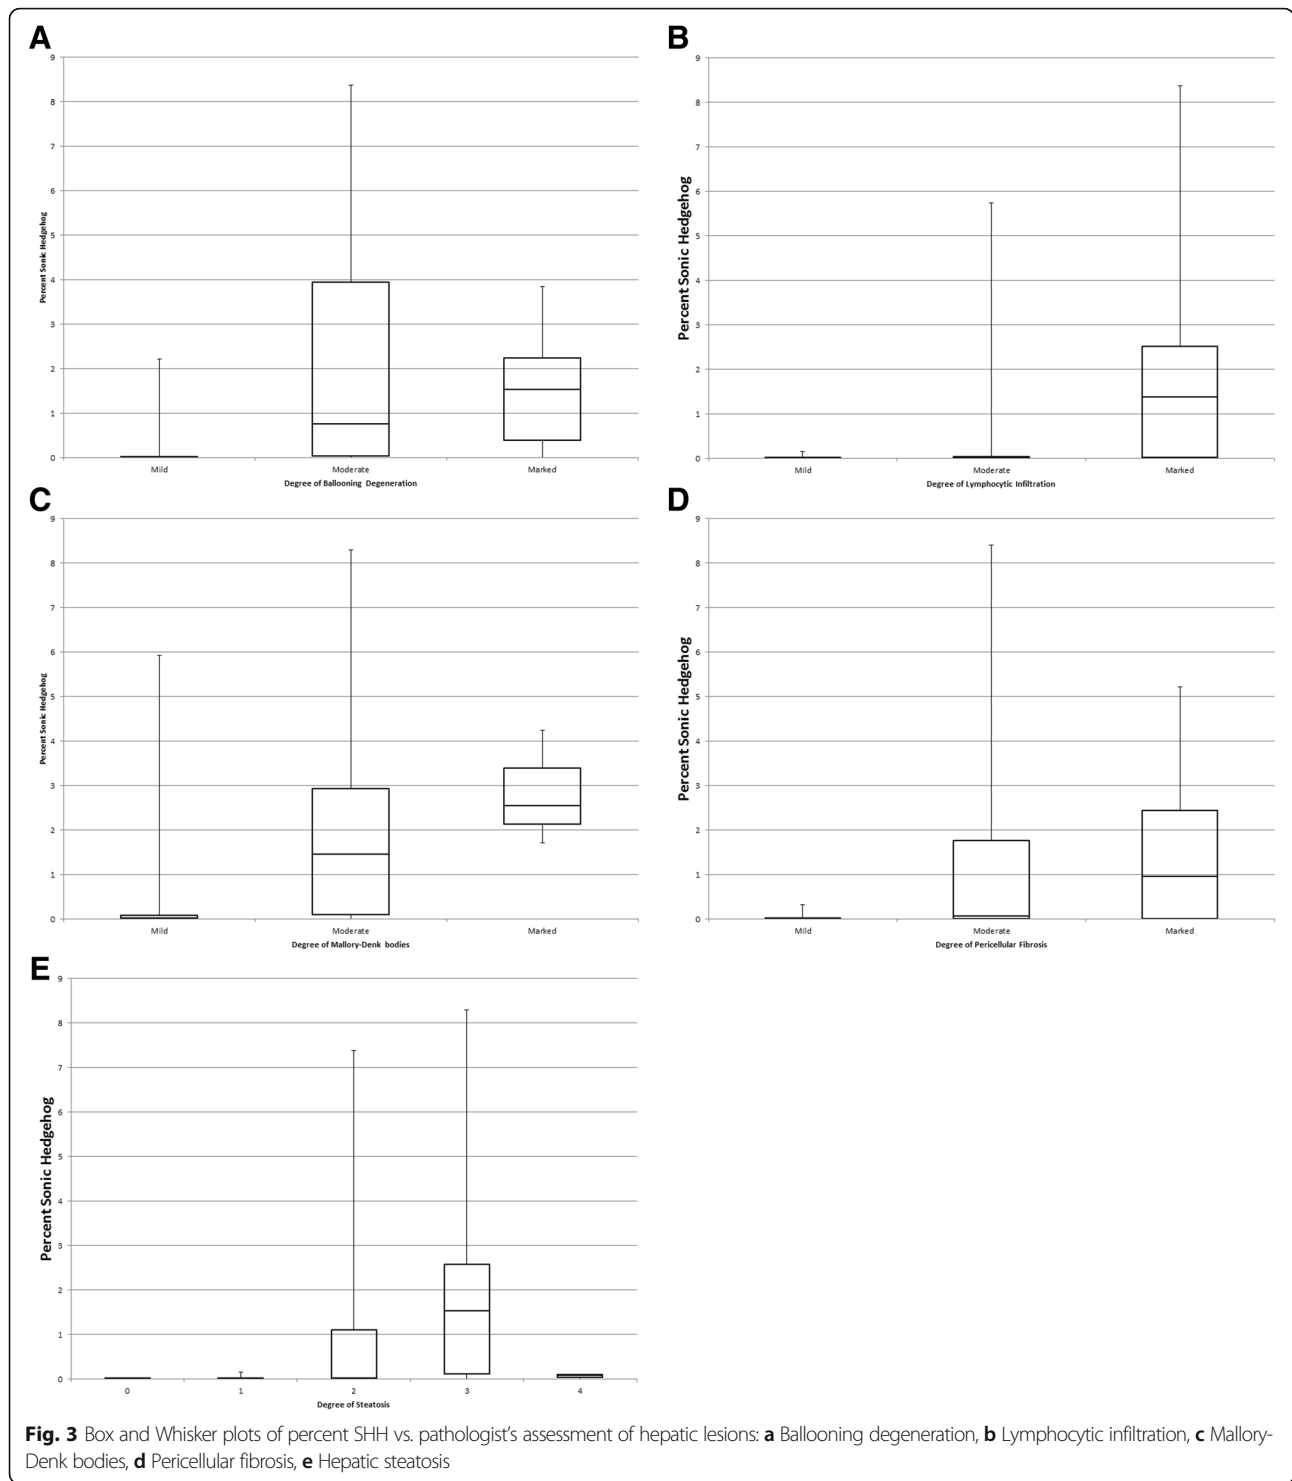 A
9
8
7
6
5
4
3
2
1
0
Percent Sonic Hedgehog
Mild Moderate Marked
Degree of Ballooning Degeneration
B
9
8
7
6
5
4
3
2
1
0
Percent Sonic Hedgehog
Mild Moderate Marked
Degree of Lymphocytic Infiltration
C
9
8
7
6
5
4
3
2
1
0
Percent Sonic Hedgehog
Mild Moderate Marked
Degree of Mallory-Denk bodies
D
9
8
7
6
5
4
3
2
1
0
Percent Sonic Hedgehog
Mild Moderate Marked
Degree of Pericellular Fibrosis
E
9
8
7
6
5
4
3
2
1
0
Percent Sonic Hedgehog
0 1 2 3 4
Degree of Steatosis
Fig. 3 Box and Whisker plots of percent SHH vs. pathologist's assessment of hepatic lesions: a Ballooning degeneration, b Lymphocytic infiltration, c Mallory-
Denk bodies, d Pericellular fibrosis, e Hepatic steatosis